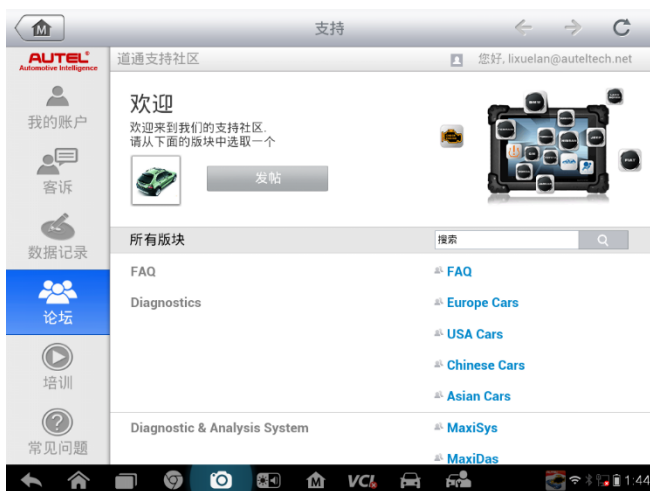 支持
AUTEL®
Automotive Intelligence
道通支持社区
您好, lixuelan@auteltech.net
我的账户
客诉
数据记录
论坛
培训
常见问题
欢迎
欢迎来到我们的支持社区.
请从下面的版块中选取一个
发帖
所有版块
搜索
FAQ
FAQ
Diagnostics
Europe Cars
USA Cars
Chinese Cars
Asian Cars
Diagnostic & Analysis System
MaxiSys
MaxiDas
VCI
1:44